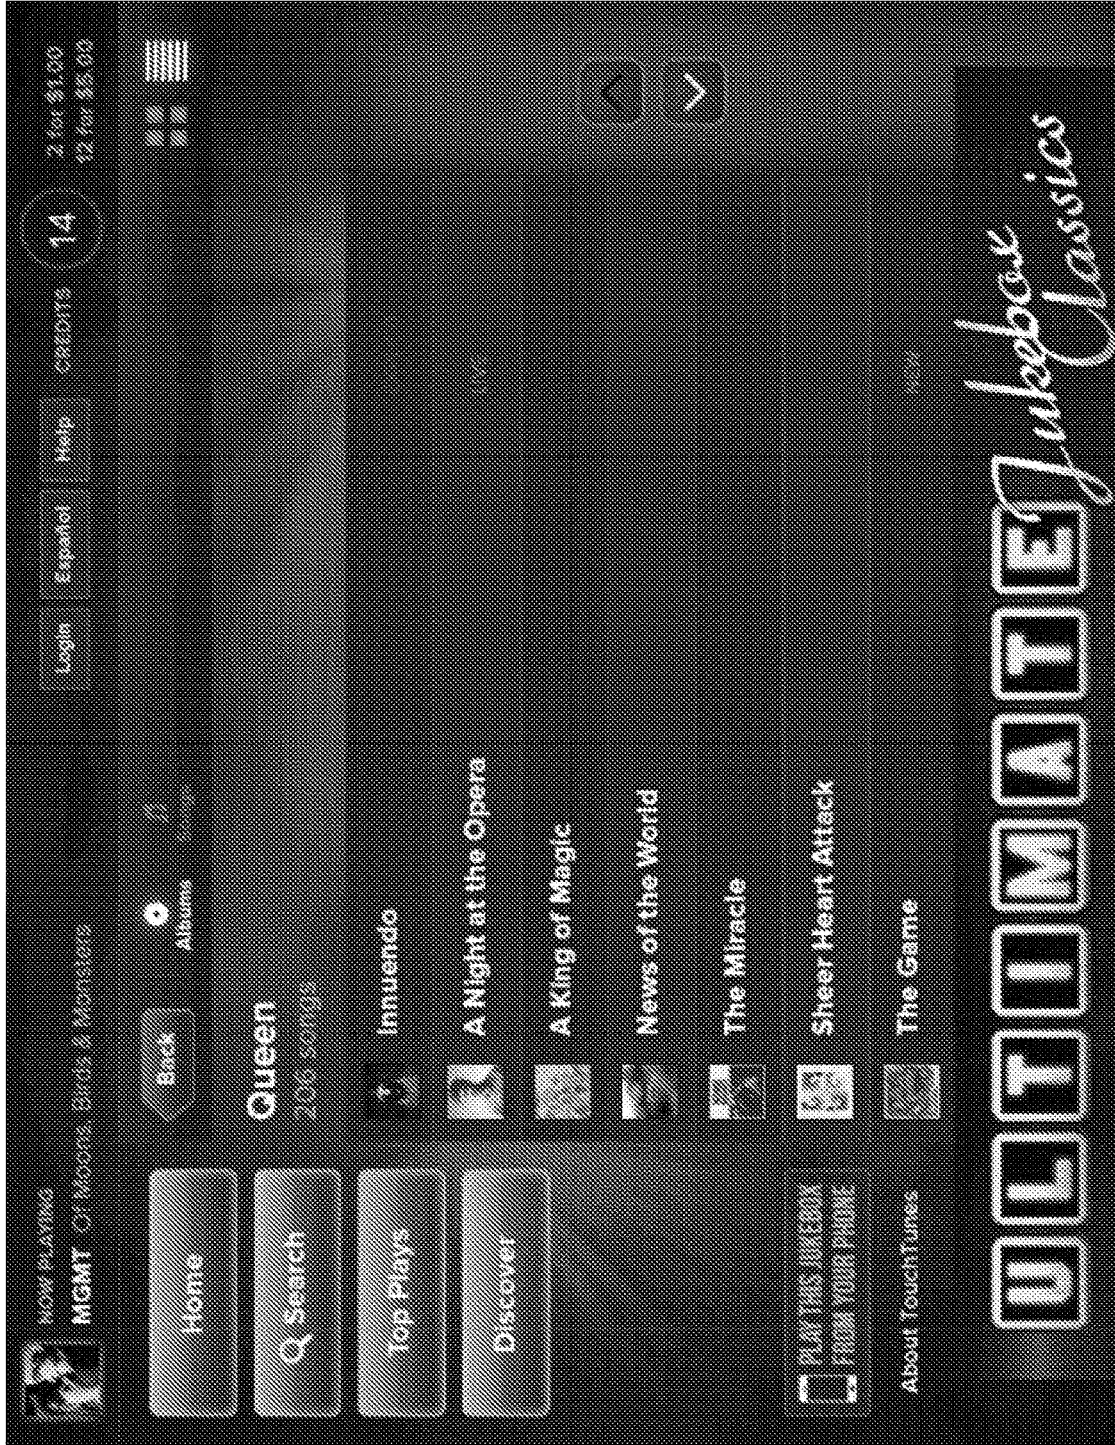 NOW PLAYING
MGMT Of Moons, Birds & Monsters
Login
Español
Help
CREDITS
14
2 for $1.00
12 for $5.00
Home
Search
Top Plays
Discover
PLAY THIS JUKEBOX
FROM YOUR PHONE
About TouchTunes
Back
Albums
Songs
Queen
206 songs
Innuendo
A Night at the Opera
A King of Magic
News of the World
The Miracle
Sheer Heart Attack
The Game
ULTIMATE Jukebox
Classics